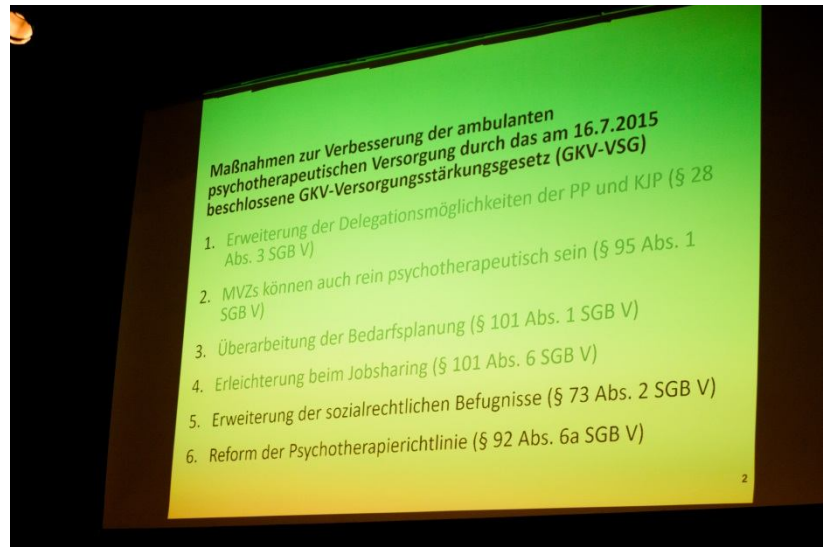 Maßnahmen zur Verbesserung der ambulanten
psychotherapeutischen Versorgung durch das am 16.7.2015
beschlossene GKV-Versorgungsstärkungsgesetz (GKV-VSG)
1. Erweiterung der Delegationsmöglichkeiten der PP und KJP (§ 28
Abs. 3 SGB V)
2. MVZs können auch rein psychotherapeutisch sein (§ 95 Abs. 1
SGB V)
3. Überarbeitung der Bedarfsplanung (§ 101 Abs. 1 SGB V)
4. Erleichterung beim Jobsharing (§ 101 Abs. 6 SGB V)
5. Erweiterung der sozialrechtlichen Befugnisse (§ 73 Abs. 2 SGB V)
6. Reform der Psychotherapierichtlinie (§ 92 Abs. 6a SGB V)
2